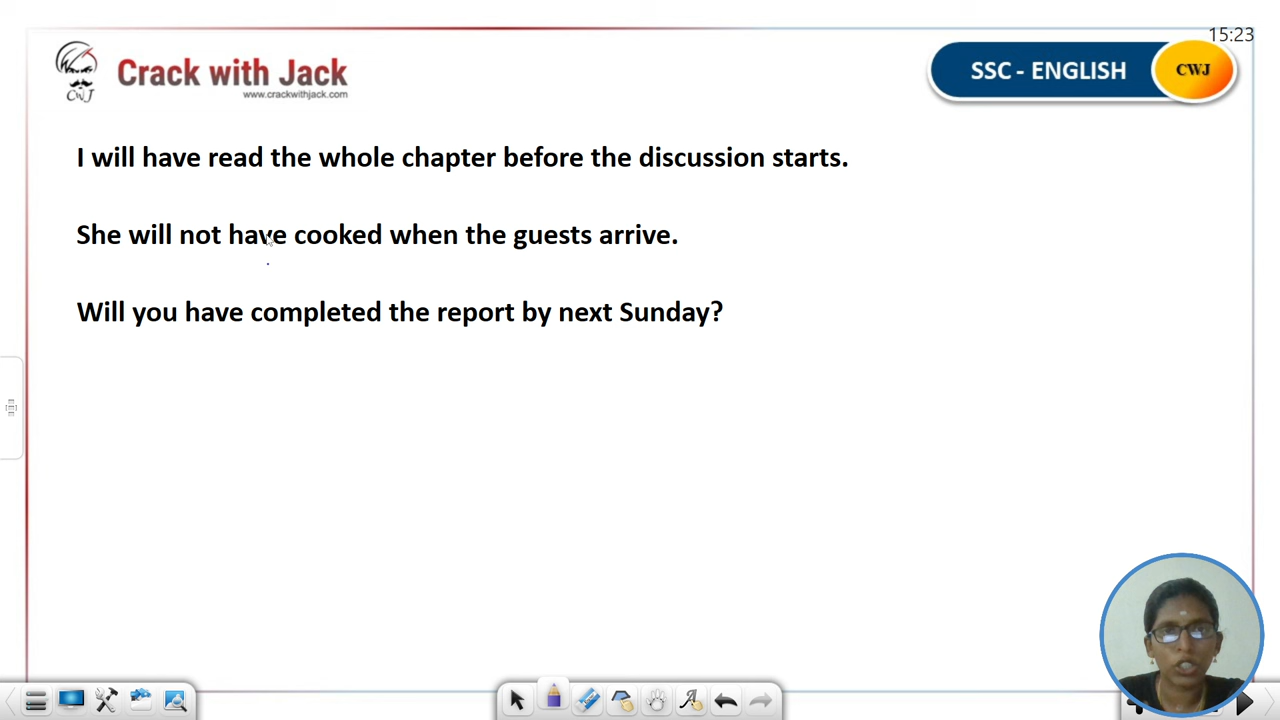 15:23
Crack with Jack
www.crackwithjack.com
CWJ
SSC - ENGLISH
CWJ
I will have read the whole chapter before the discussion starts.
She will not have cooked when the guests arrive.
Will you have completed the report by next Sunday?